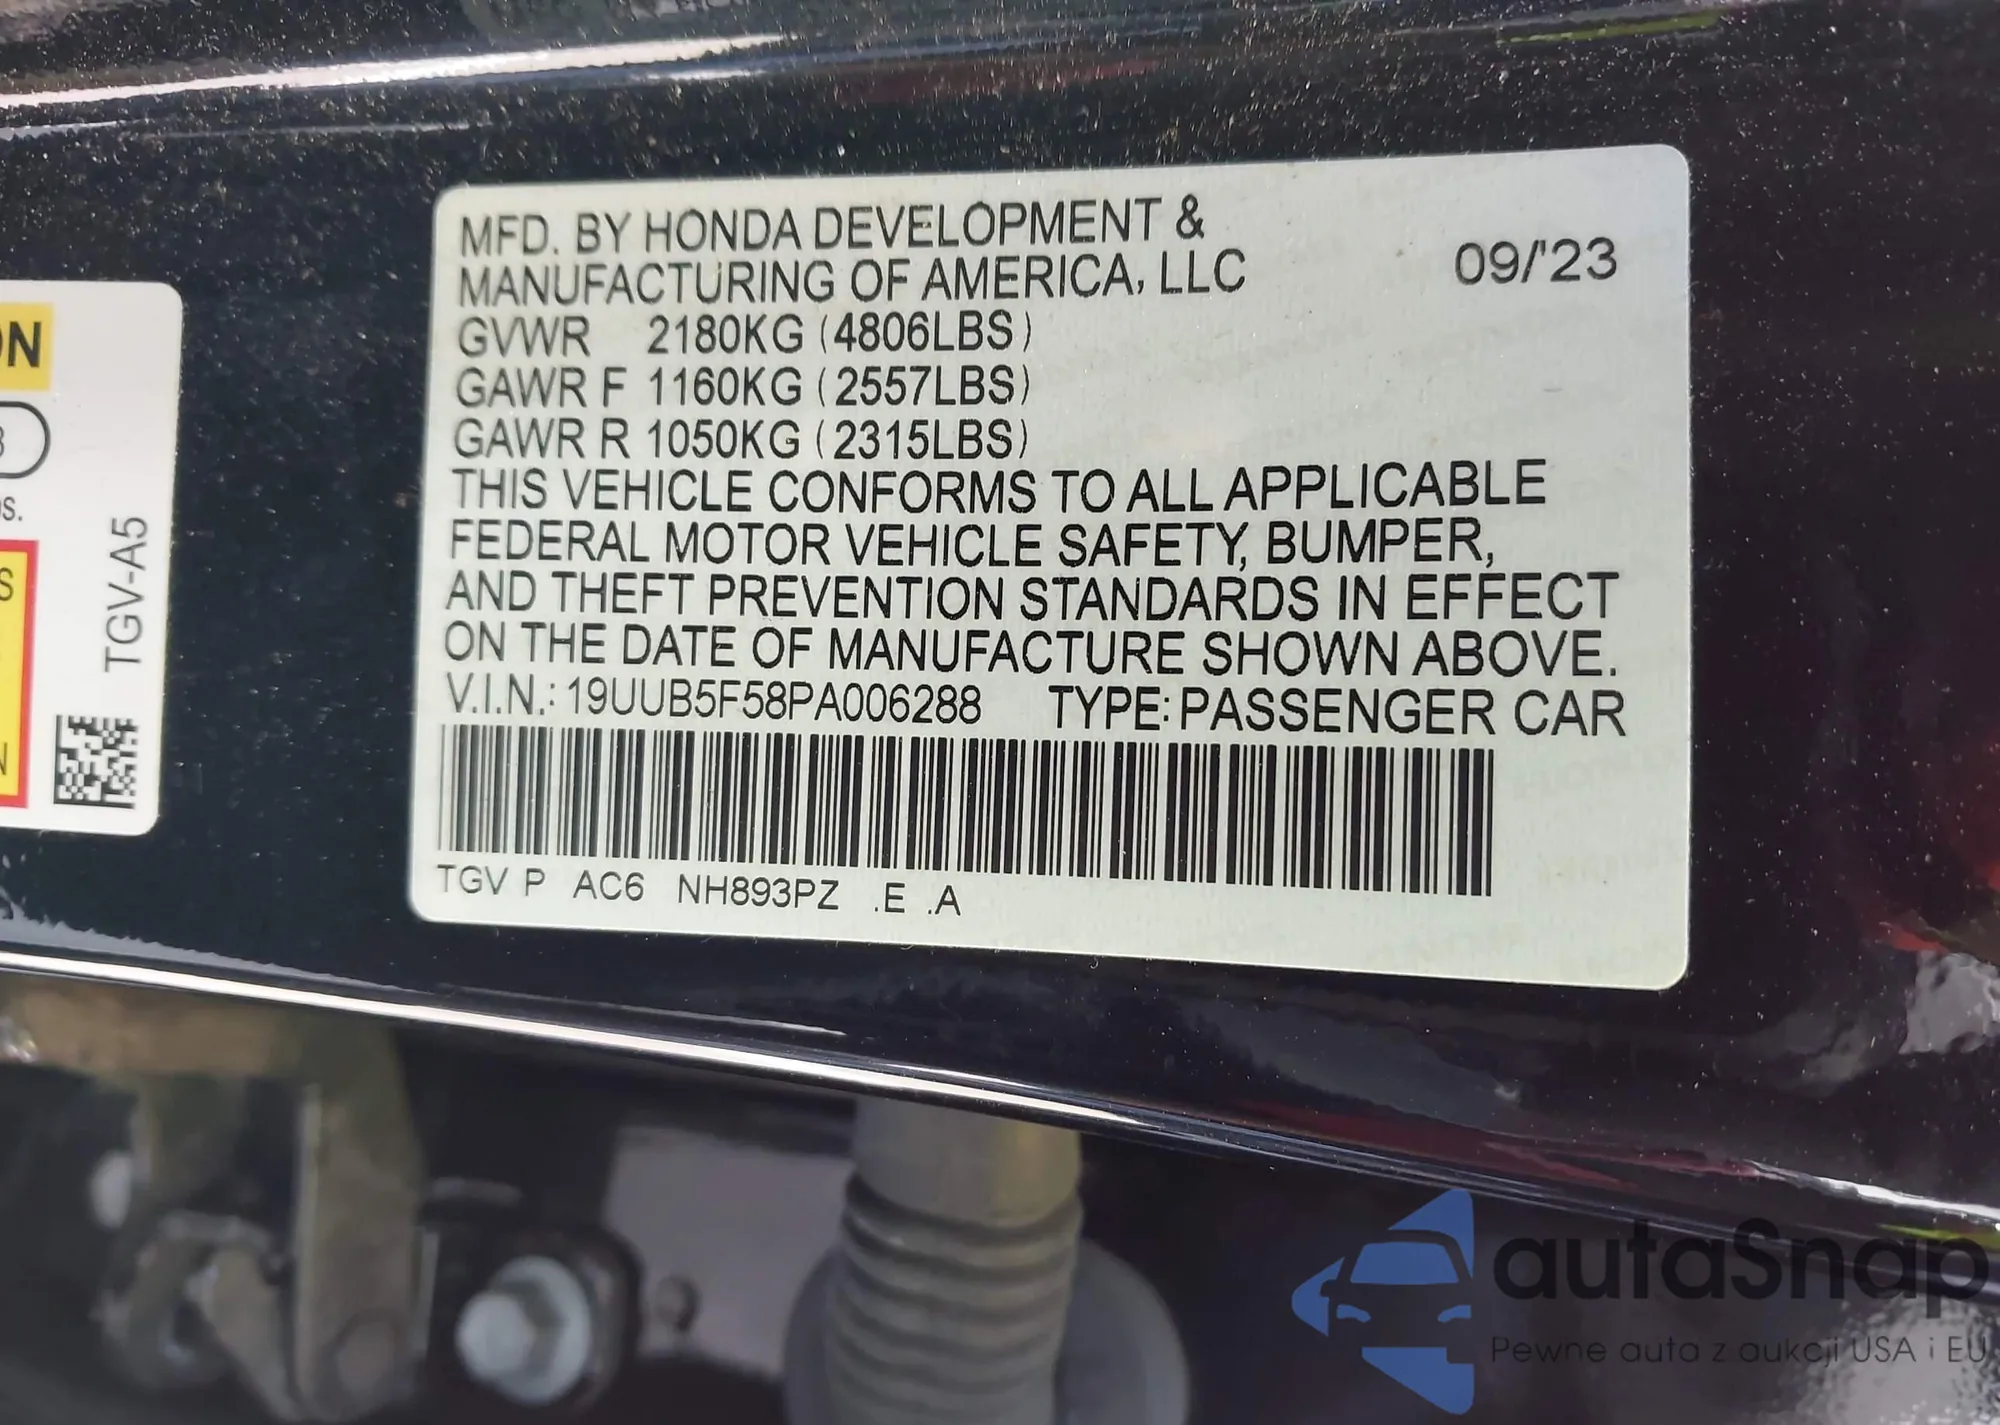 MFD. BY HONDA DEVELOPMENT &
MANUFACTURING OF AMERICA, LLC
09/'23
GVWR 2180KG (4806LBS)
GAWR F 1160KG (2557LBS)
GAWR R 1050KG (2315LBS)
THIS VEHICLE CONFORMS TO ALL APPLICABLE
FEDERAL MOTOR VEHICLE SAFETY, BUMPER,
AND THEFT PREVENTION STANDARDS IN EFFECT
ON THE DATE OF MANUFACTURE SHOWN ABOVE.
V.I.N.: 19UUB5F58PA006288 TYPE: PASSENGER CAR
TGV P AC6 NH893PZ .E .A
TGV-A5
autaSnap
Pewne auta z aukcji USA i EU